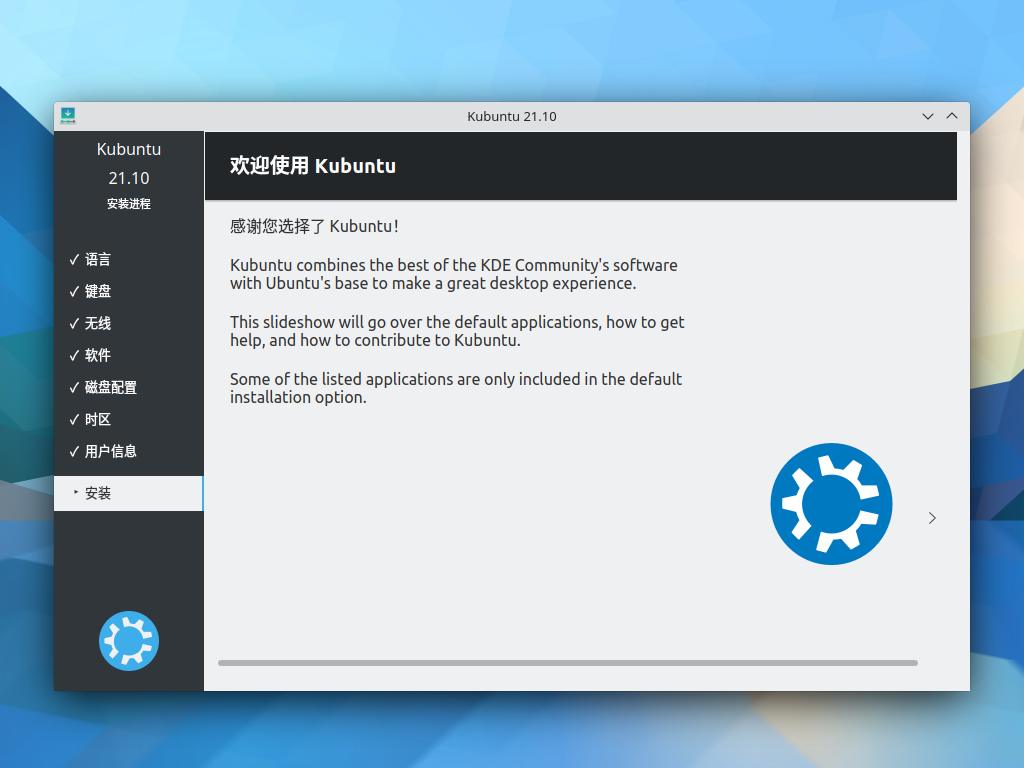 Kubuntu 21.10
Kubuntu
21.10
安装进程
✓ 语言
✓ 键盘
✓ 无线
✓ 软件
✓ 磁盘配置
✓ 时区
✓ 用户信息
‣ 安装
欢迎使用 Kubuntu
感谢您选择了 Kubuntu！
Kubuntu combines the best of the KDE Community's software
with Ubuntu's base to make a great desktop experience.
This slideshow will go over the default applications, how to get
help, and how to contribute to Kubuntu.
Some of the listed applications are only included in the default
installation option.